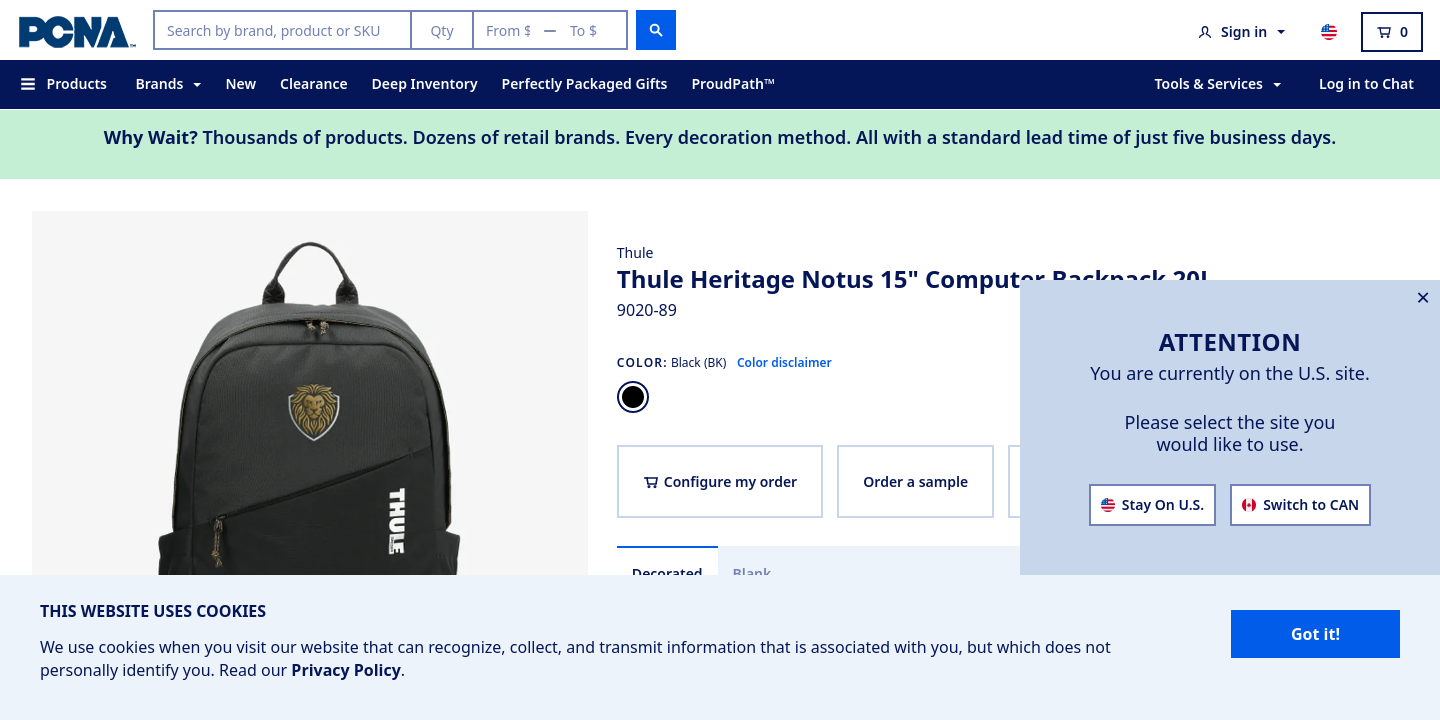 PCNA
Search by brand, product or SKU
Qty
From $ — To $
Sign in
0
Products
Brands
New
Clearance
Deep Inventory
Perfectly Packaged Gifts
ProudPath™
Tools & Services
Log in to Chat
Why Wait? Thousands of products. Dozens of retail brands. Every decoration method. All with a standard lead time of just five business days.
THULE
Thule
Thule Heritage Notus 15" Computer Backpack 20L
9020-89
COLOR: Black (BK) Color disclaimer
Configure my order
Order a sample
Decorated
Blank
ATTENTION
You are currently on the U.S. site.
Please select the site you
would like to use.
Stay On U.S.
Switch to CAN
THIS WEBSITE USES COOKIES
We use cookies when you visit our website that can recognize, collect, and transmit information that is associated with you, but which does not
personally identify you. Read our Privacy Policy.
Got it!